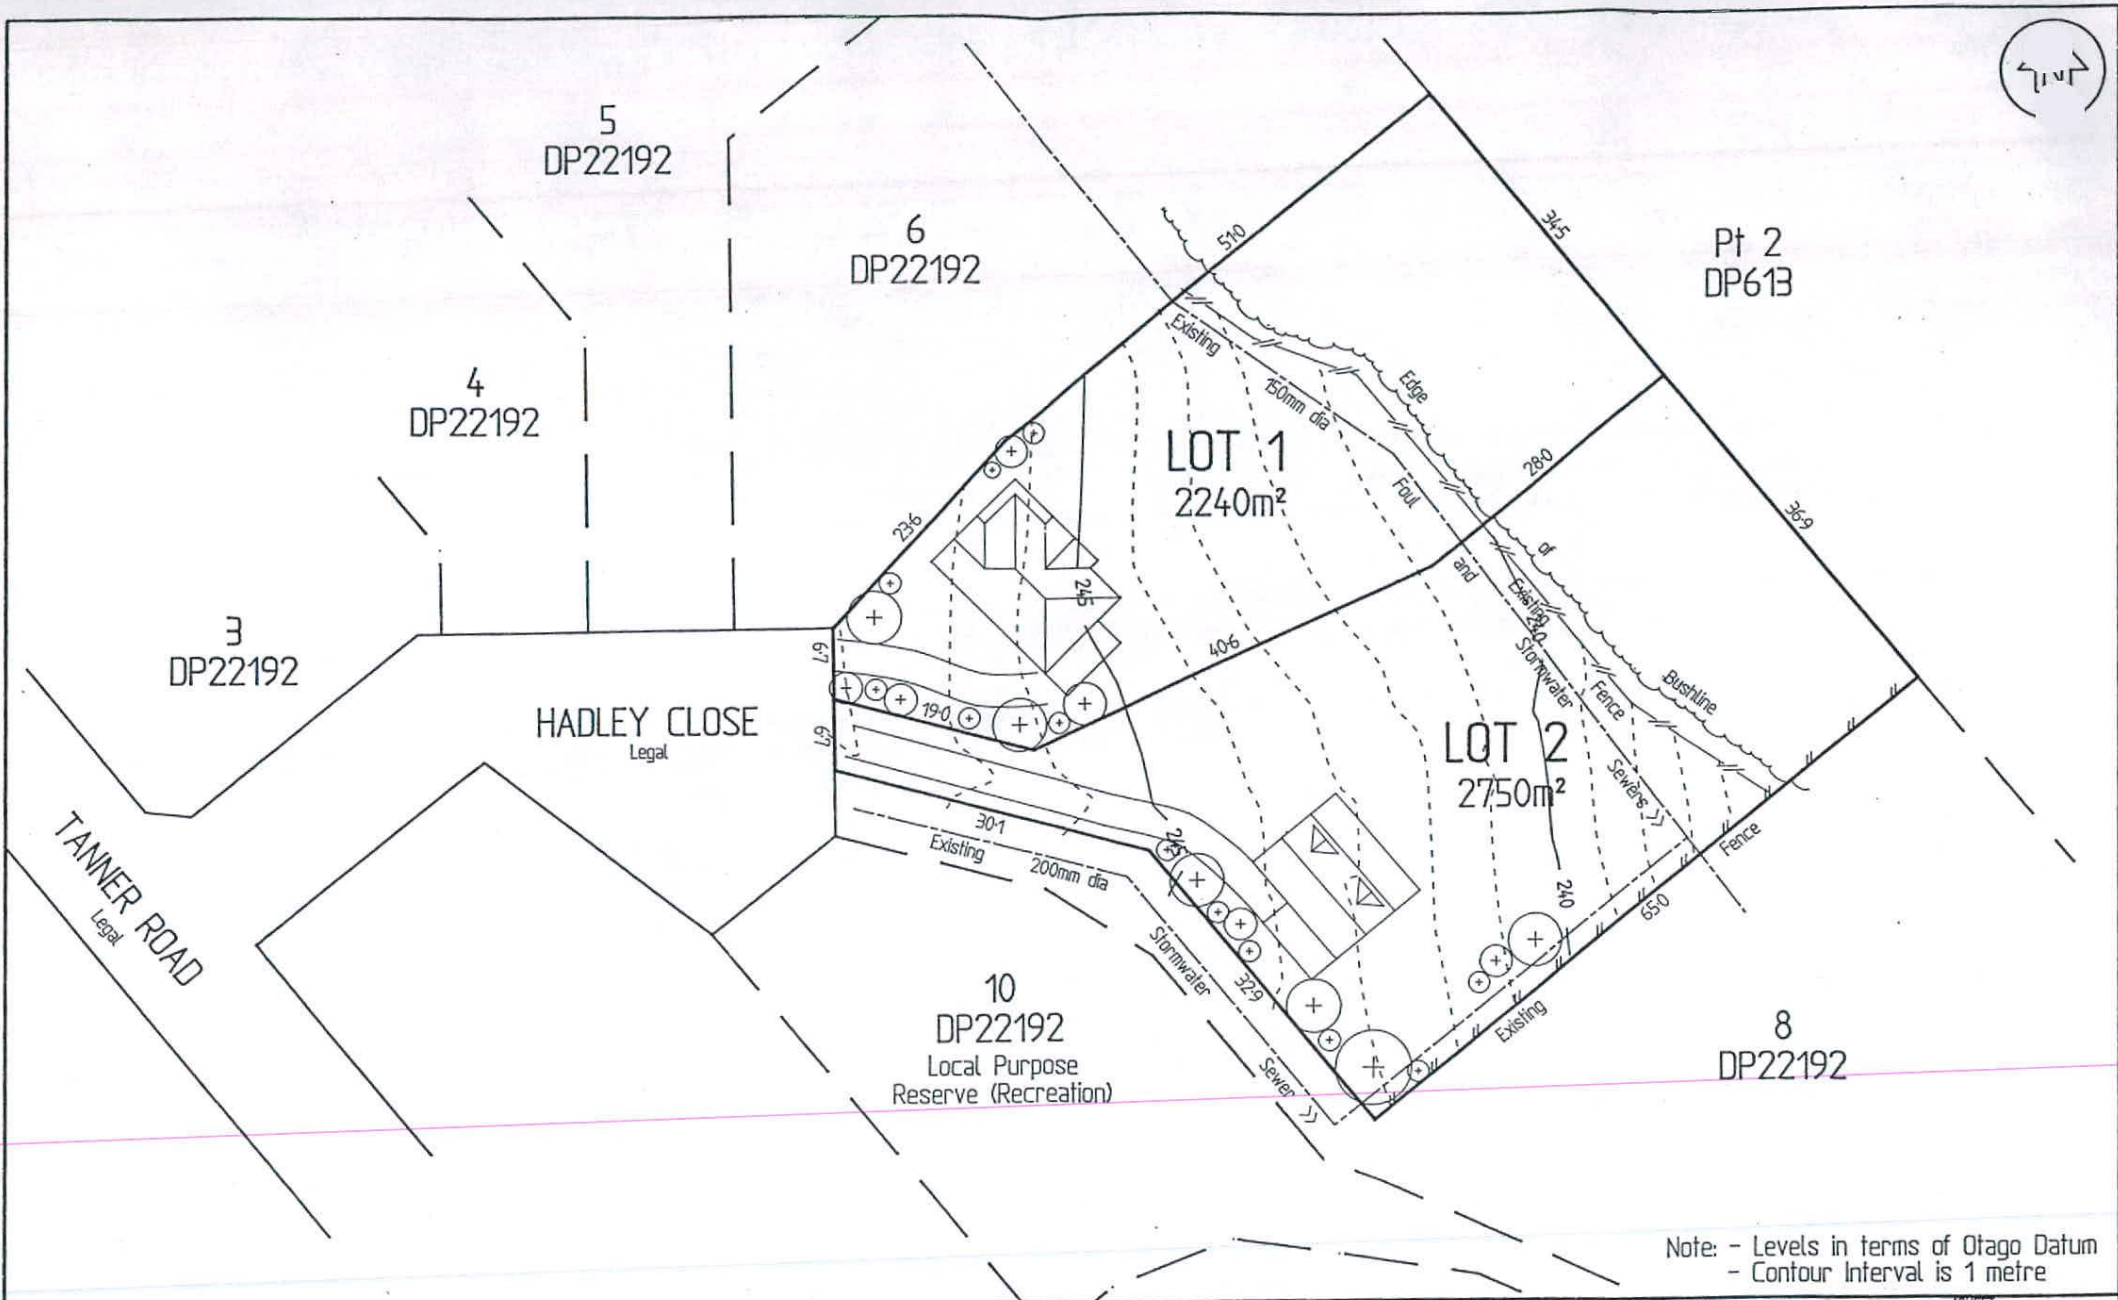 5
DP22192
6
DP22192
Pt. 2
DP613
4
DP22192
3
DP22192
51·0
34·5
Existing
150mm dia
Foul
and
Stormwater
Sewers
Edge
of
Bushline
LOT 1
2240m²
28·0
36·9
23·6
245
40·6
6·7
19·0
6·7
HADLEY CLOSE
Legal
Existing
Fence
240
LOT 2
2750m²
TANNER ROAD
Legal
30·1
Existing
200mm dia
Stormwater
Sewer
245
32·9
240
65·0
Existing
Fence
10
DP22192
Local Purpose
Reserve (Recreation)
8
DP22192
Note: - Levels in terms of Otago Datum
- Contour Interval is 1 metre